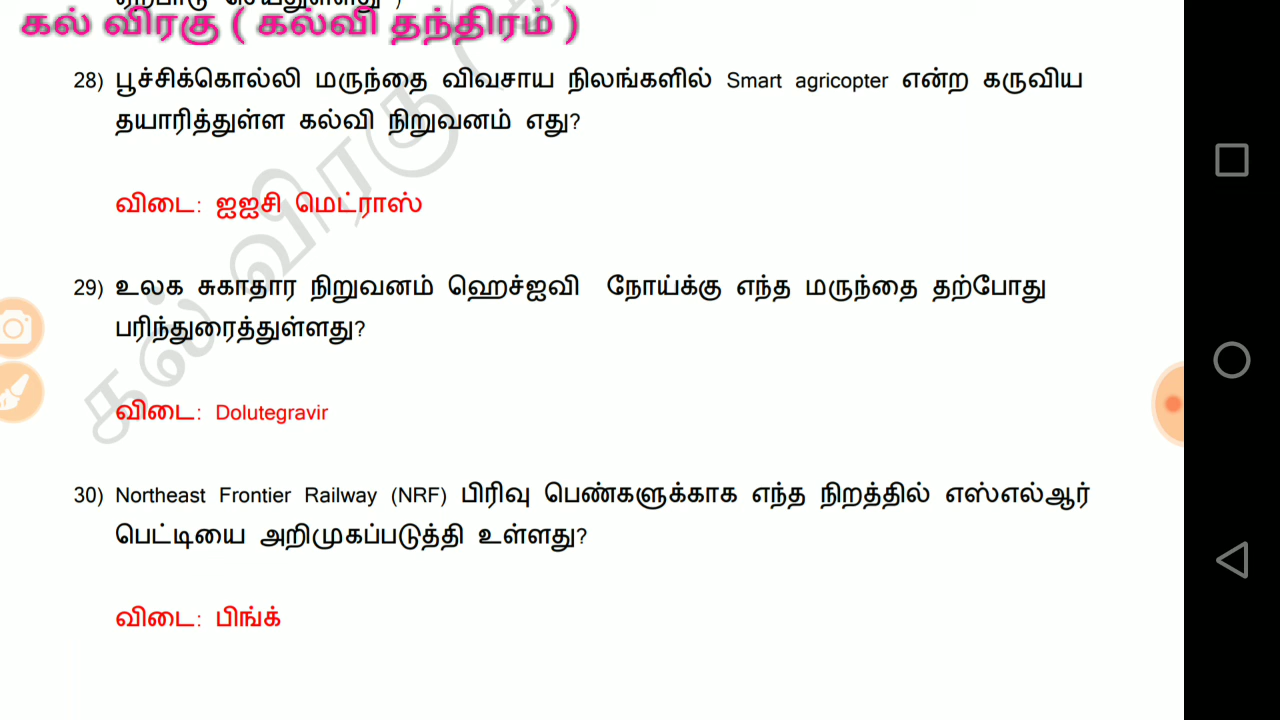 கல் விரகு ( கல்வி தந்திரம் )
28) பூச்சிக்கொல்லி மருந்தை விவசாய நிலங்களில் Smart agricopter என்ற கருவிய
தயாரித்துள்ள கல்வி நிறுவனம் எது?
விடை: ஐஐசி மெட்ராஸ்
29) உலக சுகாதார நிறுவனம் ஹெச்ஐவி நோய்க்கு எந்த மருந்தை தற்போது
பரிந்துரைத்துள்ளது?
விடை: Dolutegravir
30) Northeast Frontier Railway (NRF) பிரிவு பெண்களுக்காக எந்த நிறத்தில் எஸ்எல்ஆர்
பெட்டியை அறிமுகப்படுத்தி உள்ளது?
விடை: பிங்க்
கல் விரகு